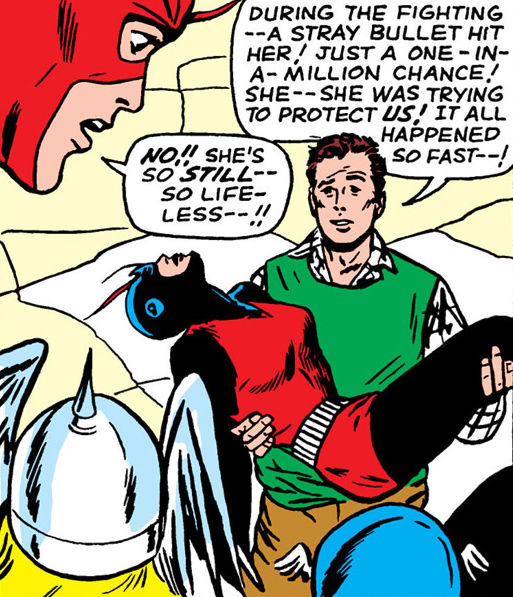 DURING THE FIGHTING
--A STRAY BULLET HIT
HER! JUST A ONE-IN-
A-MILLION CHANCE!
SHE--SHE WAS TRYING
TO PROTECT US! IT ALL
HAPPENED
SO FAST--!
NO!! SHE'S
SO STILL--
SO LIFE-
LESS--!!